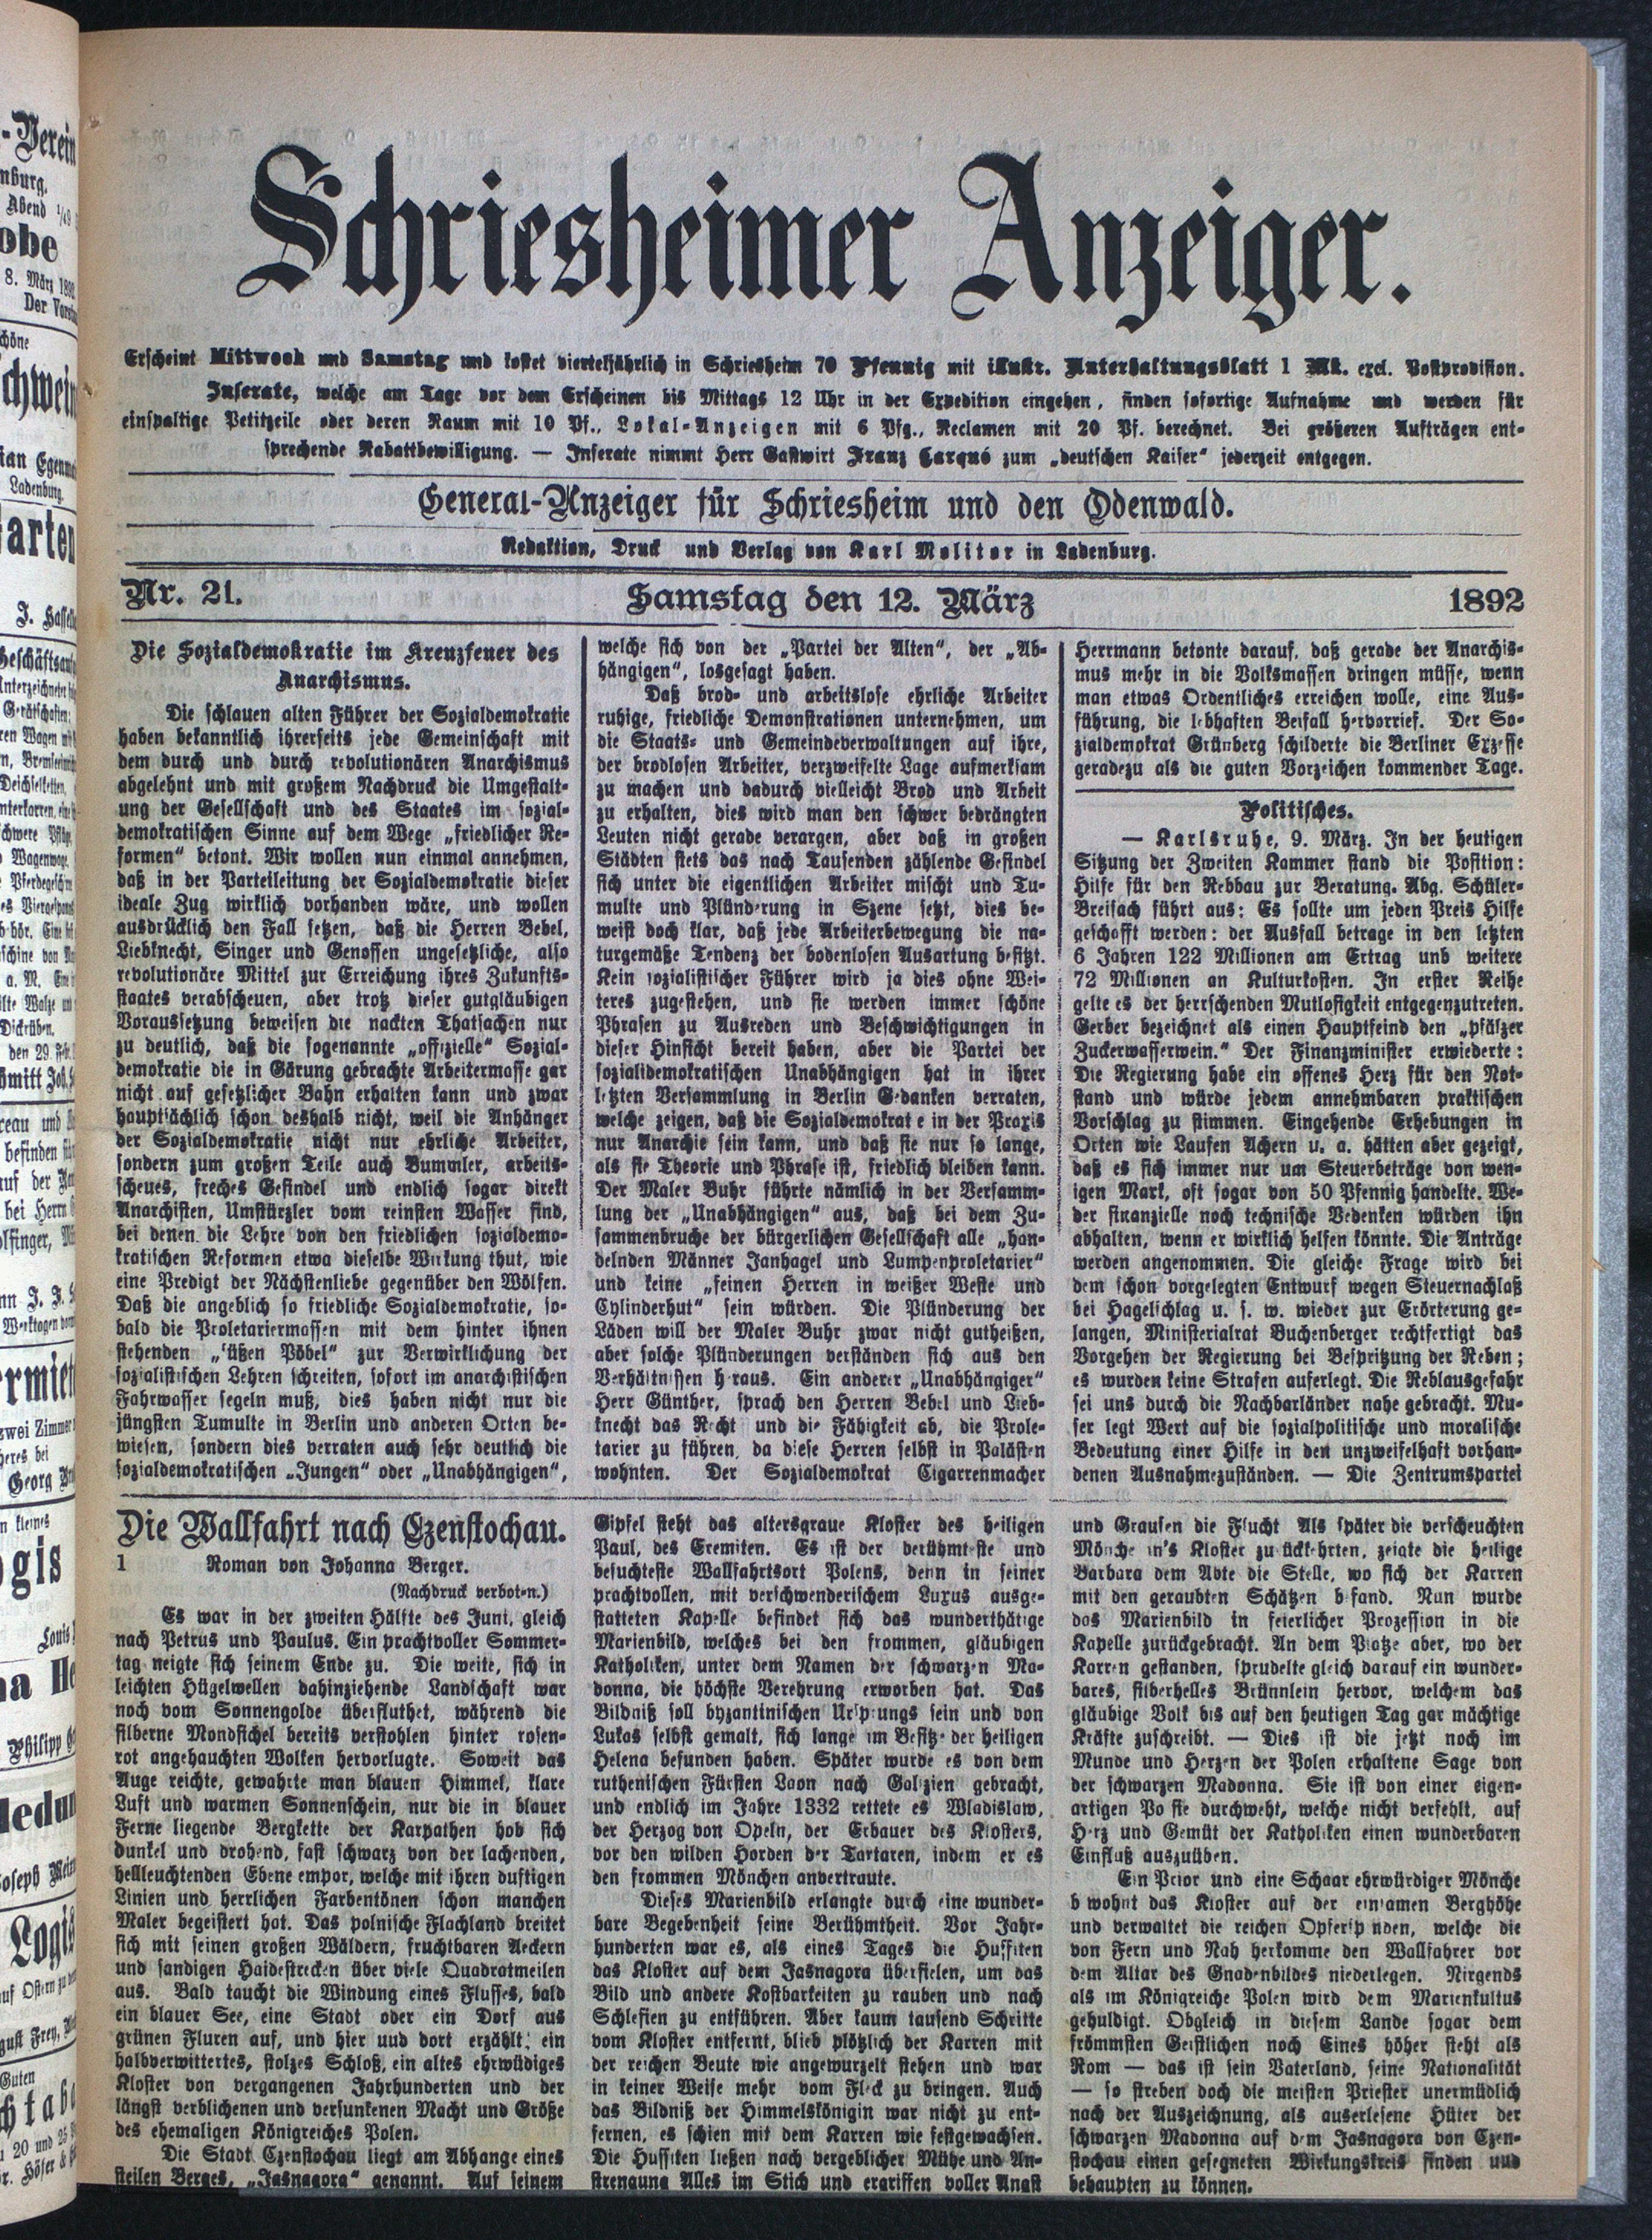 Schriesheimer Anzeiger.
Erscheint Mittwoch und Samstag und kostet vierteljährlich in Schriesheim 70 Pfennig mit illustr. Unterhaltungsblatt 1 Mk. excl. Postprovision.
Inserate, welche am Tage vor dem Erscheinen bis Mittags 12 Uhr in der Expedition eingehen, finden sofortige Aufnahme und werden für
einspaltige Petitzeile oder deren Raum mit 10 Pf., Lokal-Anzeigen mit 6 Pfg., Reclamen mit 20 Pf. berechnet. Bei größeren Aufträgen ent-
sprechende Rabattbewilligung. — Inserate nimmt Herr Gastwirt Franz Carqué zum „deutschen Kaiser“ jederzeit entgegen.
General-Anzeiger für Schriesheim und den Odenwald.
Redaktion, Druck und Verlag von Karl Molitor in Ladenburg.
Nr. 21. Samstag den 12. März 1892
Die Sozialdemokratie im Kreuzfeuer des
Anarchismus.
Die schlauen alten Führer der Sozialdemokratie
haben bekanntlich ihrerseits jede Gemeinschaft mit
dem durch und durch revolutionären Anarchismus
abgelehnt und mit großem Nachdruck die Umgestalt-
ung der Gesellschaft und des Staates im sozial-
demokratischen Sinne auf dem Wege „friedlicher Re-
formen“ betont. Wir wollen nun einmal annehmen,
daß in der Parteileitung der Sozialdemokratie dieser
ideale Zug wirklich vorhanden wäre, und wollen
ausdrücklich den Fall setzen, daß die Herren Bebel,
Liebknecht, Singer und Genossen ungesetzliche, also
revolutionäre Mittel zur Erreichung ihres Zukunfts-
staates verabscheuen, aber trotz dieser gutgläubigen
Voraussetzung beweisen die nackten Thatsachen nur
zu deutlich, daß die sogenannte „offizielle“ Sozial-
demokratie die in Gärung gebrachte Arbeitermasse gar
nicht auf gesetzlicher Bahn erhalten kann und zwar
hauptsächlich schon deshalb nicht, weil die Anhänger
der Sozialdemokratie nicht nur ehrliche Arbeiter,
sondern zum großen Teile auch Bummler, arbeits-
scheues, freches Gesindel und endlich sogar direkt
Anarchisten, Umstürzler vom reinsten Wasser sind,
bei denen die Lehre von den friedlichen sozialdemo-
kratischen Reformen etwa dieselbe Wirkung thut, wie
eine Predigt der Nächstenliebe gegenüber den Wölfen.
Daß die angeblich so friedliche Sozialdemokratie, so-
bald die Proletariermassen mit dem hinter ihnen
stehenden „süßen Pöbel“ zur Verwirklichung der
sozialistischen Lehren schreiten, sofort im anarchistischen
Fahrwasser segeln muß, dies haben nicht nur die
jüngsten Tumulte in Berlin und anderen Orten be-
wiesen, sondern dies verraten auch sehr deutlich die
sozialdemokratischen „Jungen“ oder „Unabhängigen“,
welche sich von der „Partei der Alten“, der „Ab-
hängigen“, losgesagt haben.
Daß brod- und arbeitslose ehrliche Arbeiter
ruhige, friedliche Demonstrationen unternehmen, um
die Staats- und Gemeindeverwaltungen auf ihre,
der brodlosen Arbeiter, verzweifelte Lage aufmerksam
zu machen und dadurch vielleicht Brod und Arbeit
zu erhalten, dies wird man den schwer bedrängten
Leuten nicht gerade verargen, aber daß in großen
Städten stets das nach Tausenden zählende Gesindel
sich unter die eigentlichen Arbeiter mischt und Tu-
multe und Plünderung in Szene setzt, dies be-
weist doch klar, daß jede Arbeiterbewegung die na-
turgemäße Tendenz der bodenlosen Ausartung besitzt.
Kein sozialistischer Führer wird ja dies ohne Wei-
teres zugestehen, und sie werden immer schöne
Phrasen zu Ausreden und Beschwichtigungen in
dieser Hinsicht bereit haben, aber die Partei der
sozialidemokratischen Unabhängigen hat in ihrer
letzten Versammlung in Berlin Gedanken verraten,
welche zeigen, daß die Sozialdemokrat e in der Praxis
nur Anarchie sein kann, und daß sie nur so lange,
als sie Theorie und Phrase ist, friedlich bleiben kann.
Der Maler Buhr führte nämlich in der Versamm-
lung der „Unabhängigen“ aus, daß bei dem Zu-
sammenbruche der bürgerlichen Gesellschaft alle „han-
delnden Männer Janhagel und Lumpenproletarier“
und keine „feinen Herren in weißer Weste und
Cylinderhut“ sein würden. Die Plünderung der
Läden will der Maler Buhr zwar nicht gutheißen,
aber solche Plünderungen verständen sich aus den
Verhältnissen heraus. Ein anderer „Unabhängiger“
Herr Günther, sprach den Herren Bebel und Lieb-
knecht das Recht und die Fähigkeit ab, die Prole-
tarier zu führen, da diese Herren selbst in Palästen
wohnten. Der Sozialdemokrat Cigarrenmacher
Herrmann betonte darauf, daß gerade der Anarchis-
mus mehr in die Volksmassen dringen müsse, wenn
man etwas Ordentliches erreichen wolle, eine Aus-
führung, die lebhaften Beifall hervorrief. Der So-
zialdemokrat Grünberg schilderte die Berliner Exzesse
geradezu als die guten Vorzeichen kommender Tage.
Politisches.
— Karlsruhe, 9. März. In der heutigen
Sitzung der Zweiten Kammer stand die Position:
Hilfe für den Rebbau zur Beratung. Abg. Schüler-
Breisach führt aus: Es sollte um jeden Preis Hilfe
geschafft werden: der Ausfall betrage in den letzten
6 Jahren 122 Millionen am Ertrag und weitere
72 Millionen an Kulturkosten. In erster Reihe
gelte es der herrschenden Mutlosigkeit entgegenzutreten.
Gerber bezeichnet als einen Hauptfeind den „pfälzer
Zuckerwasserwein.“ Der Finanzminister erwiederte:
Die Regierung habe ein offenes Herz für den Not-
stand und würde jedem annehmbaren praktischen
Vorschlag zu stimmen. Eingehende Erhebungen in
Orten wie Laufen Achern u. a. hätten aber gezeigt,
daß es sich immer nur um Steuerbeträge von wen-
igen Mark, oft sogar von 50 Pfennig handelte. We-
der finanzielle noch technische Bedenken würden ihn
abhalten, wenn er wirklich helfen könnte. Die Anträge
werden angenommen. Die gleiche Frage wird bei
dem schon vorgelegten Entwurf wegen Steuernachlaß
bei Hagelschlag u. s. w. wieder zur Erörterung ge-
langen, Ministerialrat Buchenberger rechtfertigt das
Vorgehen der Regierung bei Bespritzung der Reben;
es wurden keine Strafen auferlegt. Die Reblausgefahr
sei uns durch die Nachbarländer nahe gebracht. Mu-
ser legt Wert auf die sozialpolitische und moralische
Bedeutung einer Hilfe in den unzweifelhaft vorhan-
denen Ausnahmezuständen. — Die Zentrumspartei
Die Wallfahrt nach Czenstochau.
1 Roman von Johanna Berger.
(Nachdruck verboten.)
Es war in der zweiten Hälfte des Juni, gleich
nach Petrus und Paulus. Ein prachtvoller Sommer-
tag neigte sich seinem Ende zu. Die weite, sich in
leichten Hügelwellen dahinziehende Landschaft war
noch vom Sonnengolde überfluthet, während die
silberne Mondsichel bereits verstohlen hinter rosen-
rot angehauchten Wolken hervorlugte. Soweit das
Auge reichte, gewahrte man blauen Himmel, klare
Luft und warmen Sonnenschein, nur die in blauer
Ferne liegende Bergkette der Karpathen hob sich
dunkel und drohend, fast schwarz von der lachenden,
hellleuchtenden Ebene empor, welche mit ihren duftigen
Linien und herrlichen Farbentönen schon manchen
Maler begeistert hat. Das polnische Flachland breitet
sich mit seinen großen Wäldern, fruchtbaren Aeckern
und sandigen Haidestrecken über viele Quadratmeilen
aus. Bald taucht die Windung eines Flusses, bald
ein blauer See, eine Stadt oder ein Dorf aus
grünen Fluren auf, und hier uud dort erzählt ein
halbverwittertes, stolzes Schloß, ein altes ehrwüdiges
Kloster von vergangenen Jahrhunderten und der
längst verblichenen und versunkenen Macht und Größe
des ehemaligen Königreiches Polen.
Die Stadt Czenstochau liegt am Abhange eines
steilen Berges, „Jasnagora“ genannt. Auf seinem
Gipfel steht das altersgraue Kloster des heiligen
Paul, des Eremiten. Es ist der berühmteste und
besuchteste Wallfahrtsort Polens, denn in seiner
prachtvollen, mit verschwenderischem Luxus ausge-
statteten Kapelle befindet sich das wunderthätige
Marienbild, welches bei den frommen, gläubigen
Katholiken, unter dem Namen der schwarzen Ma-
donna, die höchste Verehrung erworben hat. Das
Bildniß soll byzantinischen Ursprungs sein und von
Lukas selbst gemalt, sich lange im Besitze der heiligen
Helena befunden haben. Später wurde es von dem
ruthenischen Fürsten Loon nach Galizien gebracht,
und endlich im Jahre 1332 rettete es Wladislaw,
der Herzog von Opeln, der Erbauer des Klosters,
vor den wilden Horden der Tartaren, indem er es
den frommen Mönchen anvertraute.
Dieses Marienbild erlangte durch eine wunder-
bare Begebenheit seine Berühmtheit. Vor Jahr-
hunderten war es, als eines Tages die Hussiten
das Kloster auf dem Jasnagora überfielen, um das
Bild und andere Kostbarkeiten zu rauben und nach
Schlesien zu entführen. Aber kaum tausend Schritte
vom Kloster entfernt, blieb plötzlich der Karren mit
der reichen Beute wie angewurzelt stehen und war
in keiner Weise mehr vom Fleck zu bringen. Auch
das Bildniß der Himmelskönigin war nicht zu ent-
fernen, es schien mit dem Karren wie festgewachsen.
Die Hussiten ließen nach vergeblicher Mühe und An-
strengung Alles im Stich und ergriffen voller Angst
und Grausen die Flucht Als später die verscheuchten
Mönche in's Kloster zurückkehrten, zeigte die heilige
Barbara dem Abte die Stelle, wo sich der Karren
mit den geraubten Schätzen befand. Nun wurde
das Marienbild in feierlicher Prozession in die
Kapelle zurückgebracht. An dem Platze aber, wo der
Karren gestanden, sprudelte gleich darauf ein wunder-
bares, silberhelles Brünnlein hervor, welchem das
gläubige Volk bis auf den heutigen Tag gar mächtige
Kräfte zuschreibt. — Dies ist die jetzt noch im
Munde und Herzen der Polen erhaltene Sage von
der schwarzen Madonna. Sie ist von einer eigen-
artigen Po sie durchweht, welche nicht verfehlt, auf
Herz und Gemüt der Katholiken einen wunderbaren
Einfluß auszuüben.
Ein Prior und eine Schaar ehrwürdiger Mönche
bewohnt das Kloster auf der einsamen Berghöhe
und verwaltet die reichen Opferspenden, welche die
von Fern und Nah herkomme den Wallfahrer vor
dem Altar des Gnadenbildes niederlegen. Nirgends
als im Königreiche Polen wird dem Marienkultus
gehuldigt. Obgleich in diesem Lande sogar dem
frömmsten Geistlichen noch Eines höher steht als
Rom — das ist sein Vaterland, seine Nationalität
— so streben doch die meisten Priester unermüdlich
nach der Auszeichnung, als auserlesene Hüter der
schwarzen Madonna auf dem Jasnagora von Czen-
stochau einen gesegneten Wirkungskreis finden und
behaupten zu können.